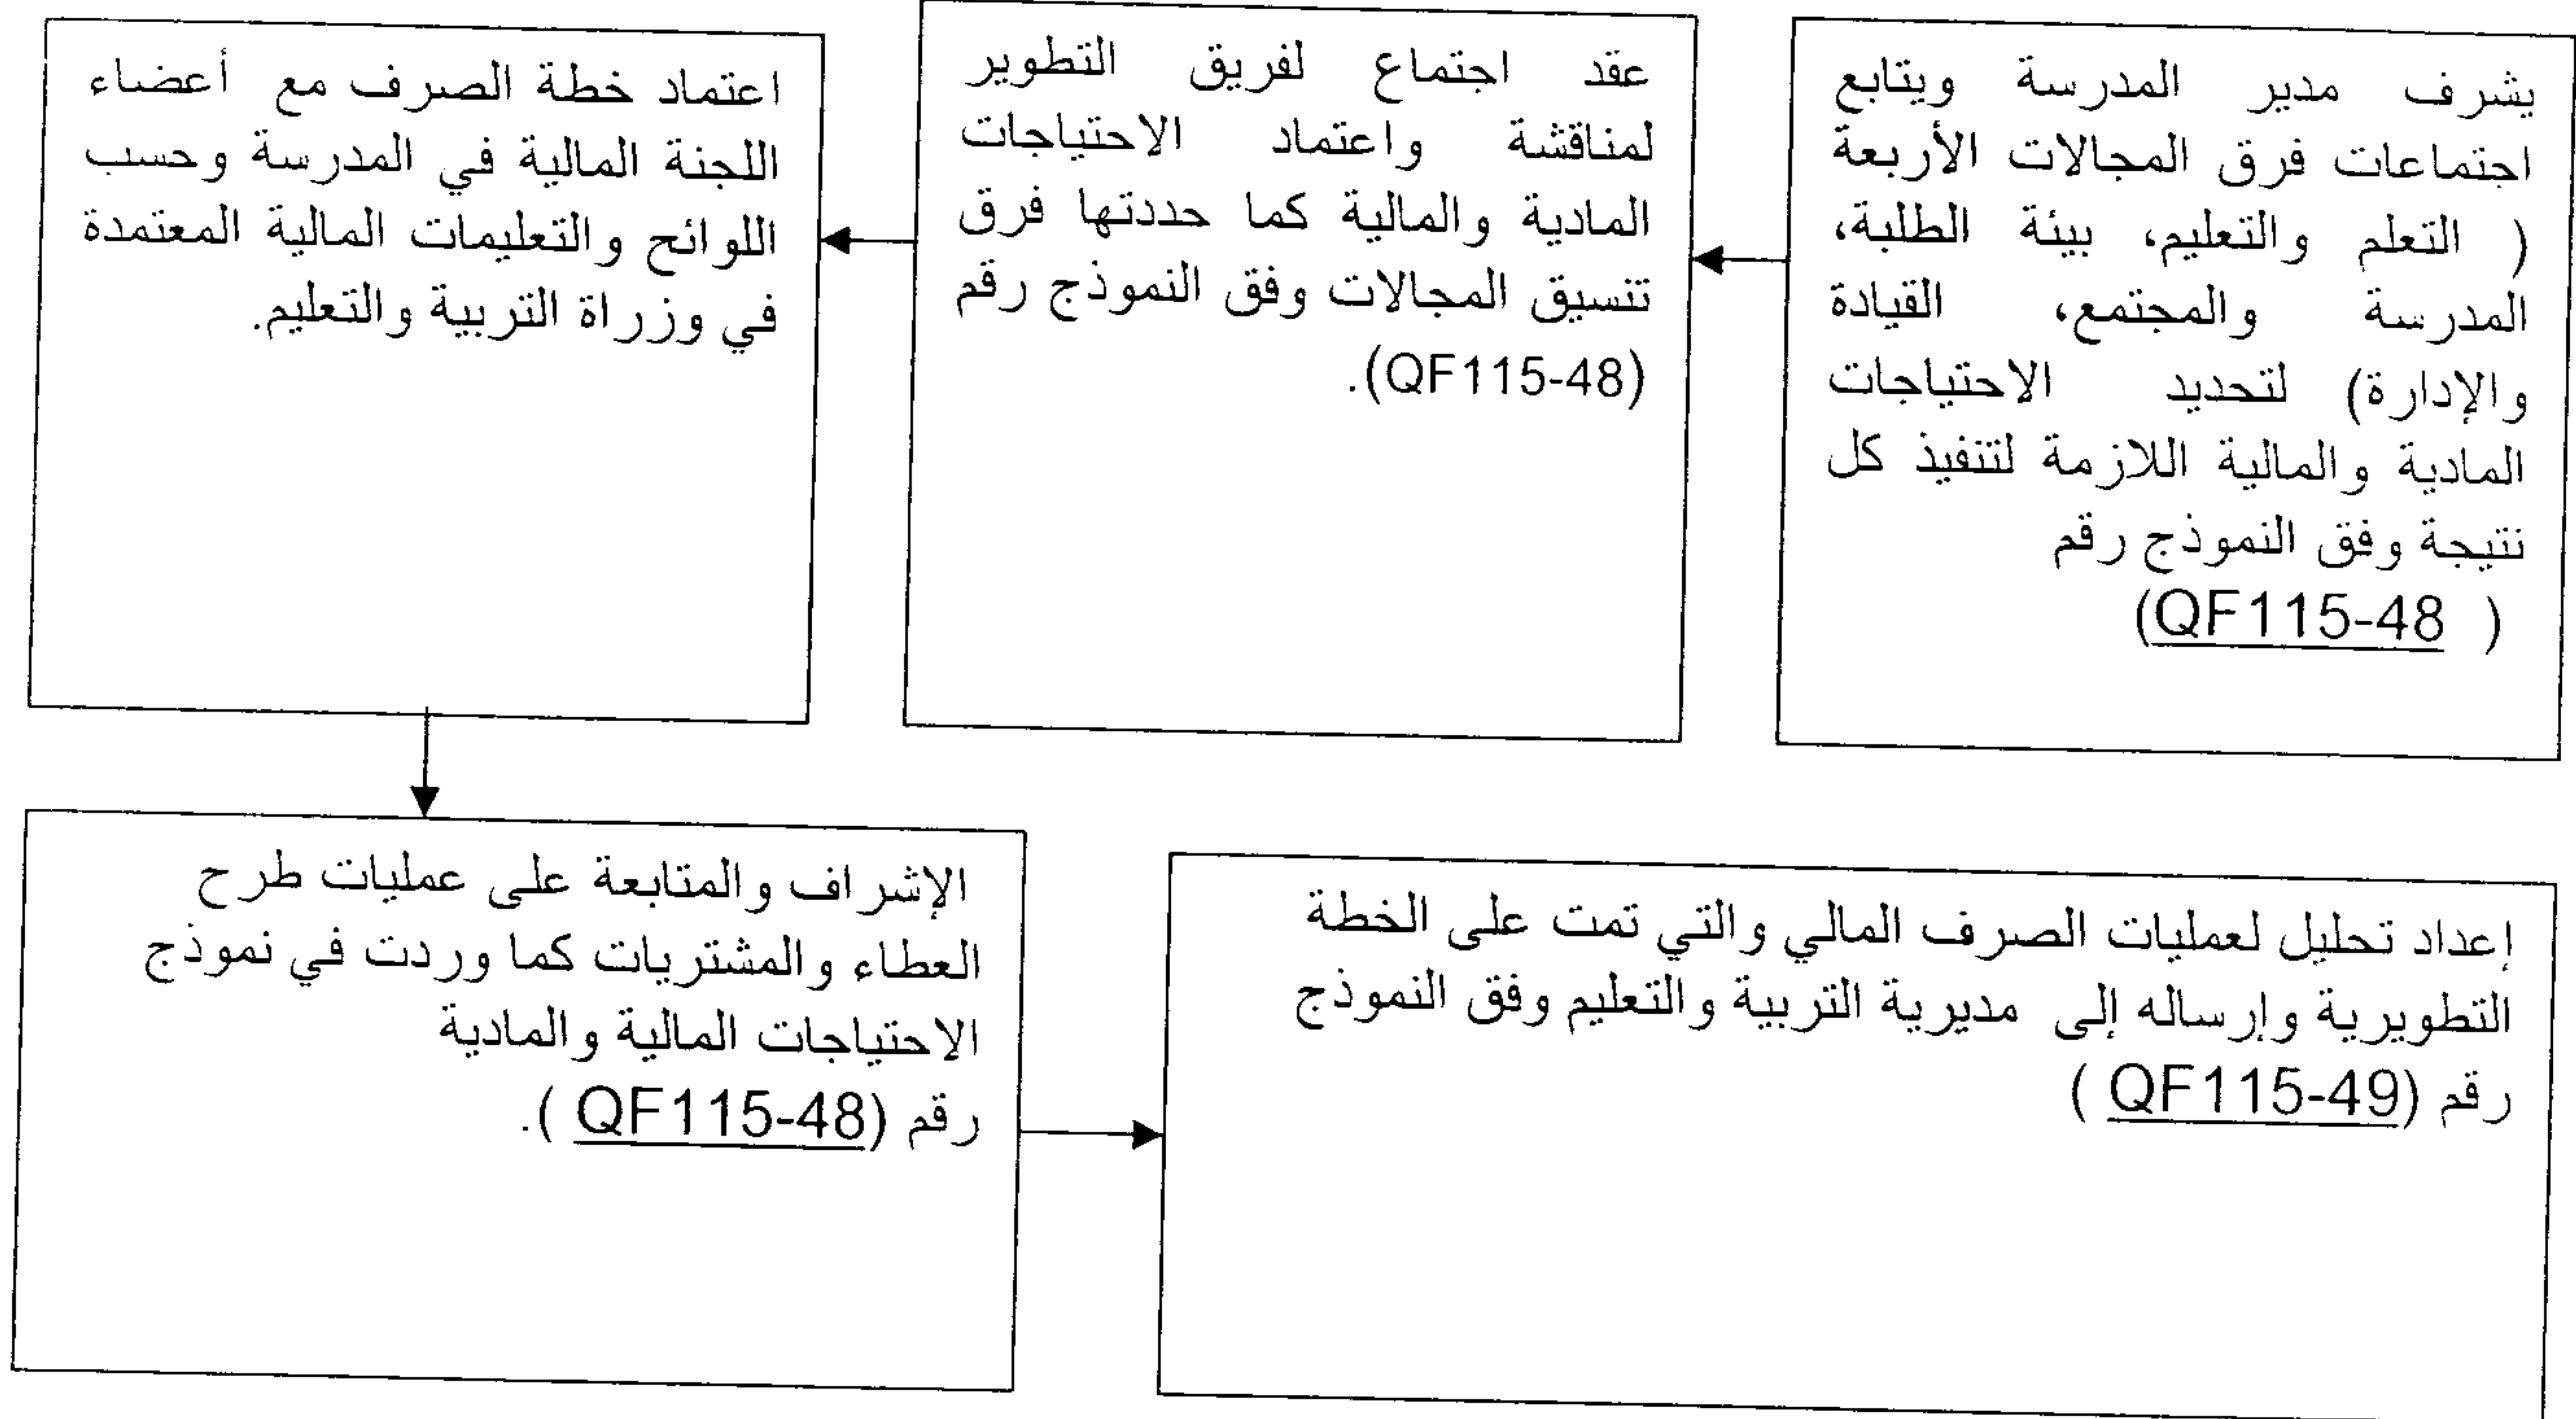 يشرف مدير المدرسة ويتابع
اجتماعات فرق المجالات الأربعة
( التعلم والتعليم، بيئة الطلبة،
المدرسة والمجتمع، القيادة
والإدارة) لتحديد الاحتياجات
المادية والمالية اللازمة لتنفيذ كل
نتيجة وفق النموذج رقم
( QF115-48)
عقد اجتماع لفريق التطوير
لمناقشة واعتماد الاحتياجات
المادية والمالية كما حددتها فرق
تنسيق المجالات وفق النموذج رقم
(QF115-48).
اعتماد خطة الصرف مع أعضاء
اللجنة المالية في المدرسة وحسب
اللوائح والتعليمات المالية المعتمدة
في وزراة التربية والتعليم.
الإشراف والمتابعة على عمليات طرح
العطاء والمشتريات كما وردت في نموذج
الاحتياجات المالية والمادية
رقم (QF115-48 ).
إعداد تحليل لعمليات الصرف المالي والتي تمت على الخطة
التطويرية وإرساله إلى مديرية التربية والتعليم وفق النموذج
رقم (QF115-49 )